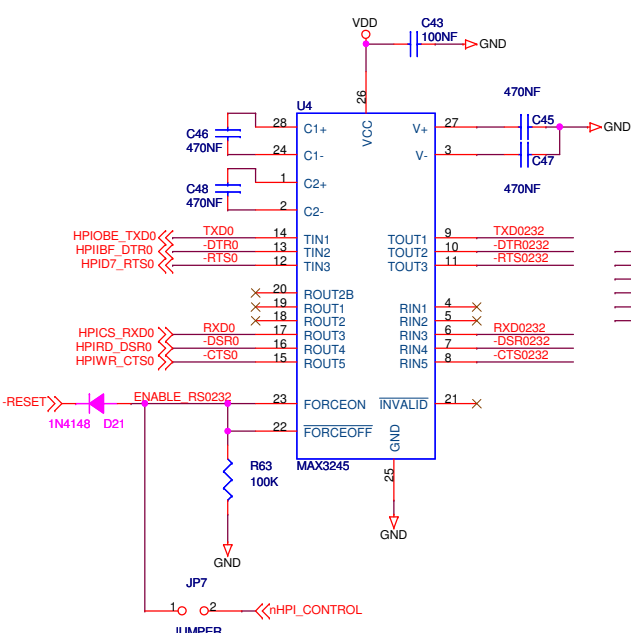 VDD
C43
100NF
GND
26
470NF
U4
C46
470NF
28
C1+
VCC
V+
27
C45
GND
24
C1-
V-
3
C47
C48
470NF
1
C2+
470NF
2
C2-
HPIOBE_TXD0
TXD0
14
TIN1
TOUT1
9
TXD0232
HPIIBF_DTR0
-DTR0
13
TIN2
TOUT2
10
-DTR0232
HPID7_RTS0
-RTS0
12
TIN3
TOUT3
11
-RTS0232
20
ROUT2B
19
ROUT1
RIN1
4
18
ROUT2
RIN2
5
HPICS_RXD0
RXD0
17
ROUT3
RIN3
6
RXD0232
HPIRD_DSR0
-DSR0
16
ROUT4
RIN4
7
-DSR0232
HPIWR_CTS0
-CTS0
15
ROUT5
RIN5
8
-CTS0232
-RESET
ENABLE_RS0232
23
FORCEON
INVALID
21
1N4148 D21
22
FORCEOFF
GND
MAX3245
25
R63
100K
GND
GND
JP7
1
2
nHPI_CONTROL
JUMPER